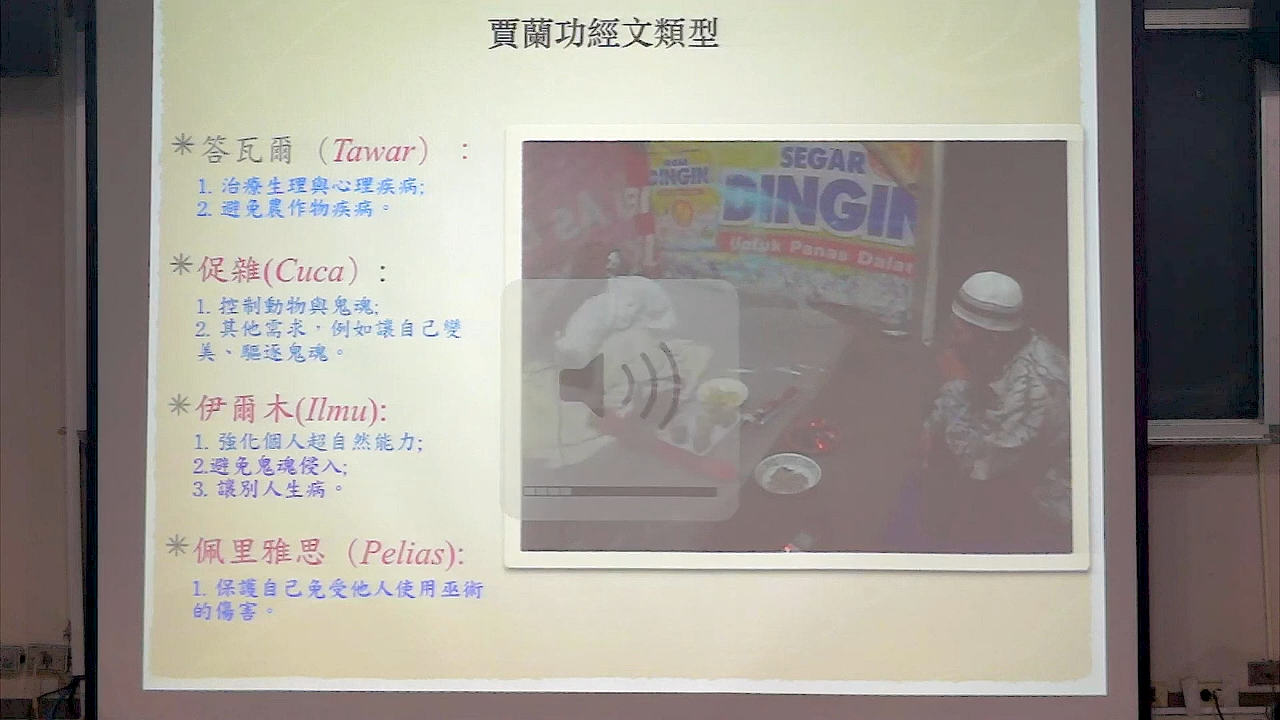 賈蘭功經文類型
答瓦爾（Tawar）：
1. 治療生理與心理疾病;
2. 避免農作物疾病。
促雜(Cuca）:
1. 控制動物與鬼魂;
2. 其他需求，例如讓自己變
美、驅逐鬼魂。
伊爾木(Ilmu):
1. 強化個人超自然能力;
2.避免鬼魂侵入;
3. 讓別人生病。
佩里雅思（Pelias):
1. 保護自己免受他人使用巫術
的傷害。
SEGAR
DINGIN
DINGIN
Untuk Panas Dalam